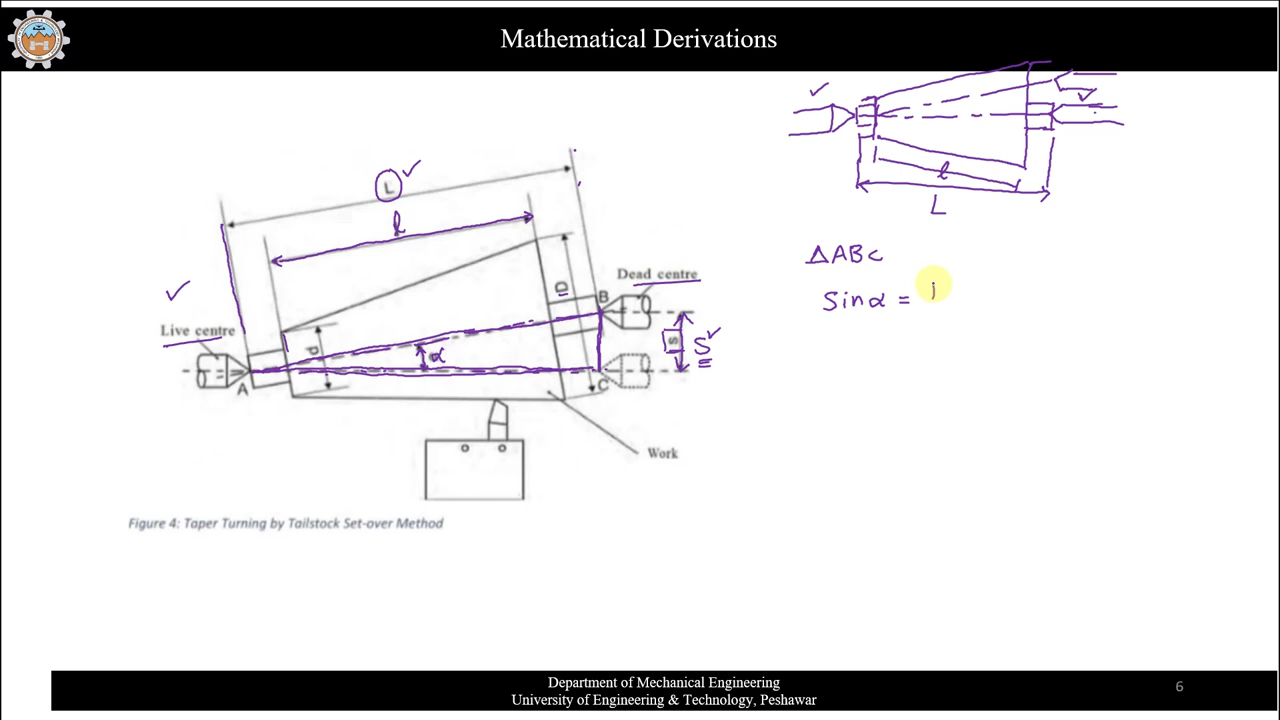 Mathematical Derivations
L
l
l
L
D
d
α
Live centre
Dead centre
A
B
C
s
S
Work
ΔABC
Sinα =
Figure 4: Taper Turning by Tailstock Set-over Method
Department of Mechanical Engineering
University of Engineering & Technology, Peshawar
6